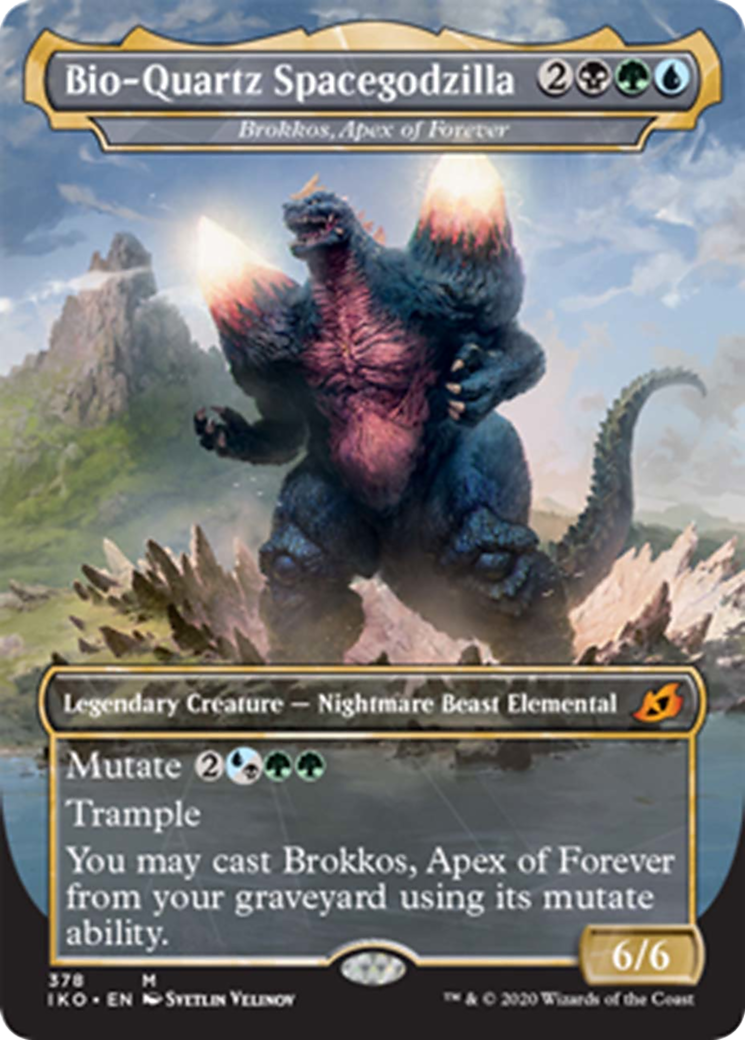 Bio-Quartz Spacegodzilla 2
Brokkos, Apex of Forever
Legendary Creature — Nightmare Beast Elemental
Mutate 2
Trample
You may cast Brokkos, Apex of Forever
from your graveyard using its mutate
ability.
6/6
378 M
IKO • EN Svetlin Velinov
™ & © 2020 Wizards of the Coast